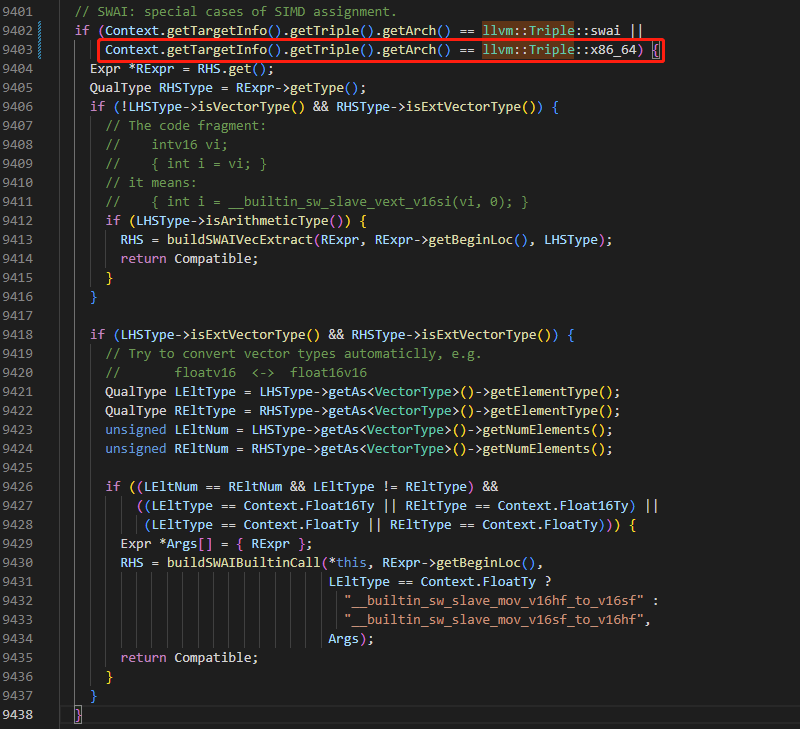 9401 // SWAI: special cases of SIMD assignment.
9402 if (Context.getTargetInfo().getTriple().getArch() == llvm::Triple::swai ||
9403 Context.getTargetInfo().getTriple().getArch() == llvm::Triple::x86_64) {
9404 Expr *RExpr = RHS.get();
9405 QualType RHSType = RExpr->getType();
9406 if (!LHSType->isVectorType() && RHSType->isExtVectorType()) {
9407 // The code fragment:
9408 // intv16 vi;
9409 // { int i = vi; }
9410 // it means:
9411 // { int i = __builtin_sw_slave_vext_v16si(vi, 0); }
9412 if (LHSType->isArithmeticType()) {
9413 RHS = buildSWAIVecExtract(RExpr, RExpr->getBeginLoc(), LHSType);
9414 return Compatible;
9415 }
9416 }
9417
9418 if (LHSType->isExtVectorType() && RHSType->isExtVectorType()) {
9419 // Try to convert vector types automaticlly, e.g.
9420 // floatv16 <-> float16v16
9421 QualType LEltType = LHSType->getAs<VectorType>()->getElementType();
9422 QualType REltType = RHSType->getAs<VectorType>()->getElementType();
9423 unsigned LEltNum = LHSType->getAs<VectorType>()->getNumElements();
9424 unsigned REltNum = RHSType->getAs<VectorType>()->getNumElements();
9425
9426 if ((LEltNum == REltNum && LEltType != REltType) &&
9427 ((LEltType == Context.Float16Ty || REltType == Context.Float16Ty) ||
9428 (LEltType == Context.FloatTy || REltType == Context.FloatTy))) {
9429 Expr *Args[] = { RExpr };
9430 RHS = buildSWAIBuiltinCall(*this, RExpr->getBeginLoc(),
9431 LEltType == Context.FloatTy ?
9432 "__builtin_sw_slave_mov_v16hf_to_v16sf" :
9433 "__builtin_sw_slave_mov_v16sf_to_v16hf",
9434 Args);
9435 return Compatible;
9436 }
9437 }
9438 }